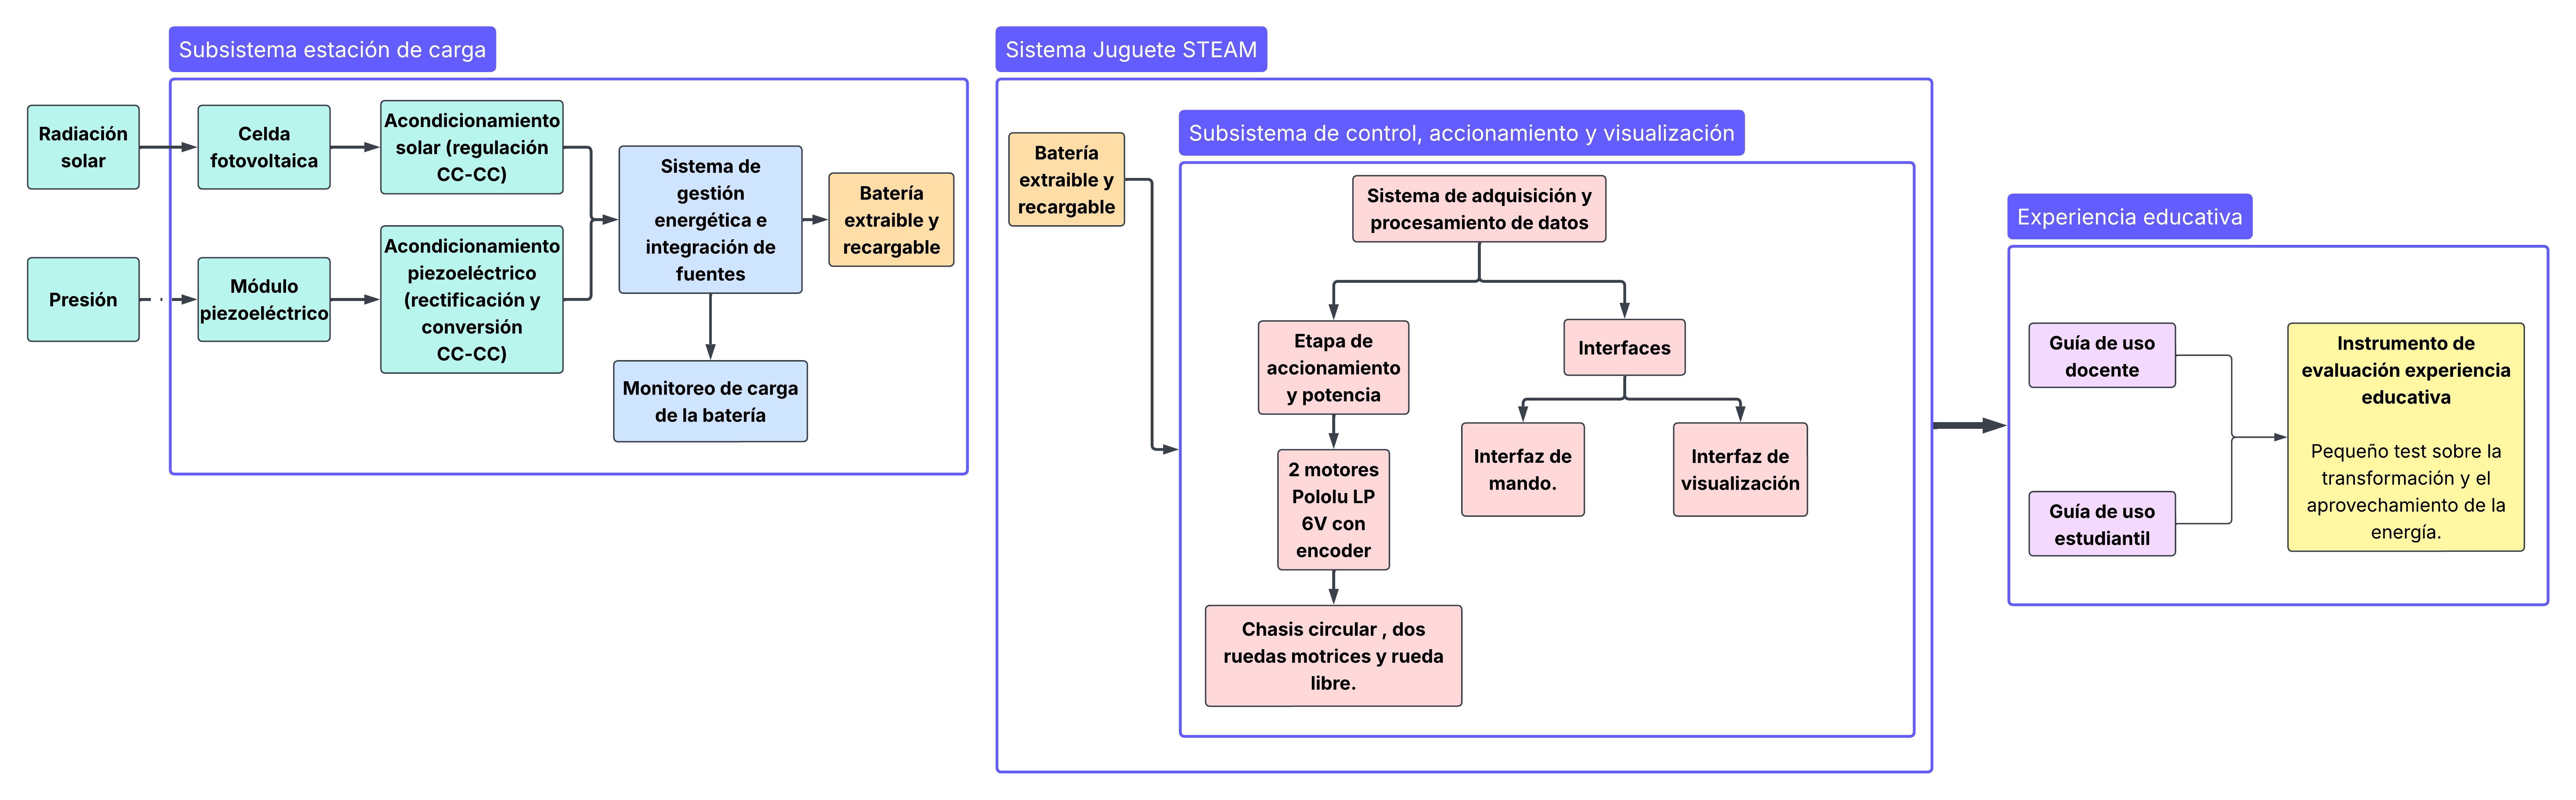 Subsistema estación de carga
Radiación
solar
Celda
fotovoltaica
Acondicionamiento
solar (regulación
CC-CC)
Presión
Módulo
piezoeléctrico
Acondicionamiento
piezoeléctrico
(rectificación y
conversión
CC-CC)
Sistema de
gestión
energética e
integración de
fuentes
Batería
extraible y
recargable
Monitoreo de carga
de la batería
Sistema Juguete STEAM
Batería
extraible y
recargable
Subsistema de control, accionamiento y visualización
Sistema de adquisición y
procesamiento de datos
Etapa de
accionamiento
y potencia
Interfaces
2 motores
Pololu LP
6V con
encoder
Interfaz de
mando.
Interfaz de
visualización
Chasis circular , dos
ruedas motrices y rueda
libre.
Experiencia educativa
Guía de uso
docente
Guía de uso
estudiantil
Instrumento de
evaluación experiencia
educativa
Pequeño test sobre la
transformación y el
aprovechamiento de la
energía.